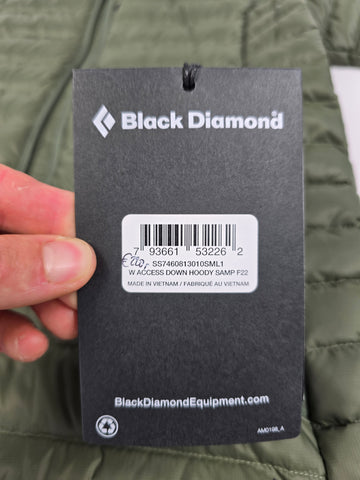 Black Diamond
7 93661 53226 2
SS7460813010SML1
W ACCESS DOWN HOODY SAMP F22
MADE IN VIETNAM / FABRIQUÉ AU VIETNAM
BlackDiamondEquipment.com
AM0198_A